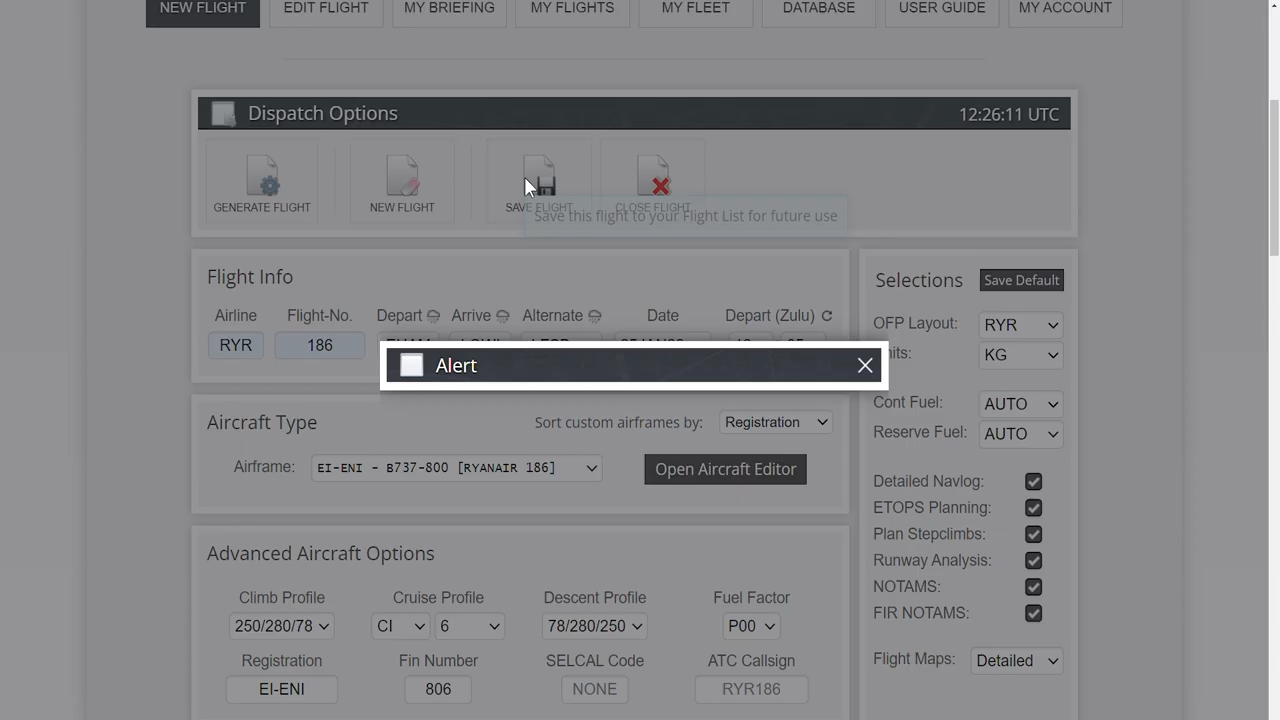 NEW FLIGHT EDIT FLIGHT MY BRIEFING MY FLIGHTS MY FLEET DATABASE USER GUIDE MY ACCOUNT
Dispatch Options 12:26:11 UTC
GENERATE FLIGHT NEW FLIGHT SAVE FLIGHT CLOSE FLIGHT
Save this flight to your Flight List for future use
Flight Info
Airline Flight-No. Depart Arrive Alternate Date Depart (Zulu)
RYR 186
Alert
Aircraft Type Sort custom airframes by: Registration
Airframe: EI-ENI - B737-800 [RYANAIR 186] Open Aircraft Editor
Advanced Aircraft Options
Climb Profile Cruise Profile Descent Profile Fuel Factor
250/280/78 CI 6 78/280/250 P00
Registration Fin Number SELCAL Code ATC Callsign
EI-ENI 806 NONE RYR186
Selections Save Default
OFP Layout: RYR
KG
Cont Fuel: AUTO
Reserve Fuel: AUTO
Detailed Navlog:
ETOPS Planning:
Plan Stepclimbs:
Runway Analysis:
NOTAMS:
FIR NOTAMS:
Flight Maps: Detailed